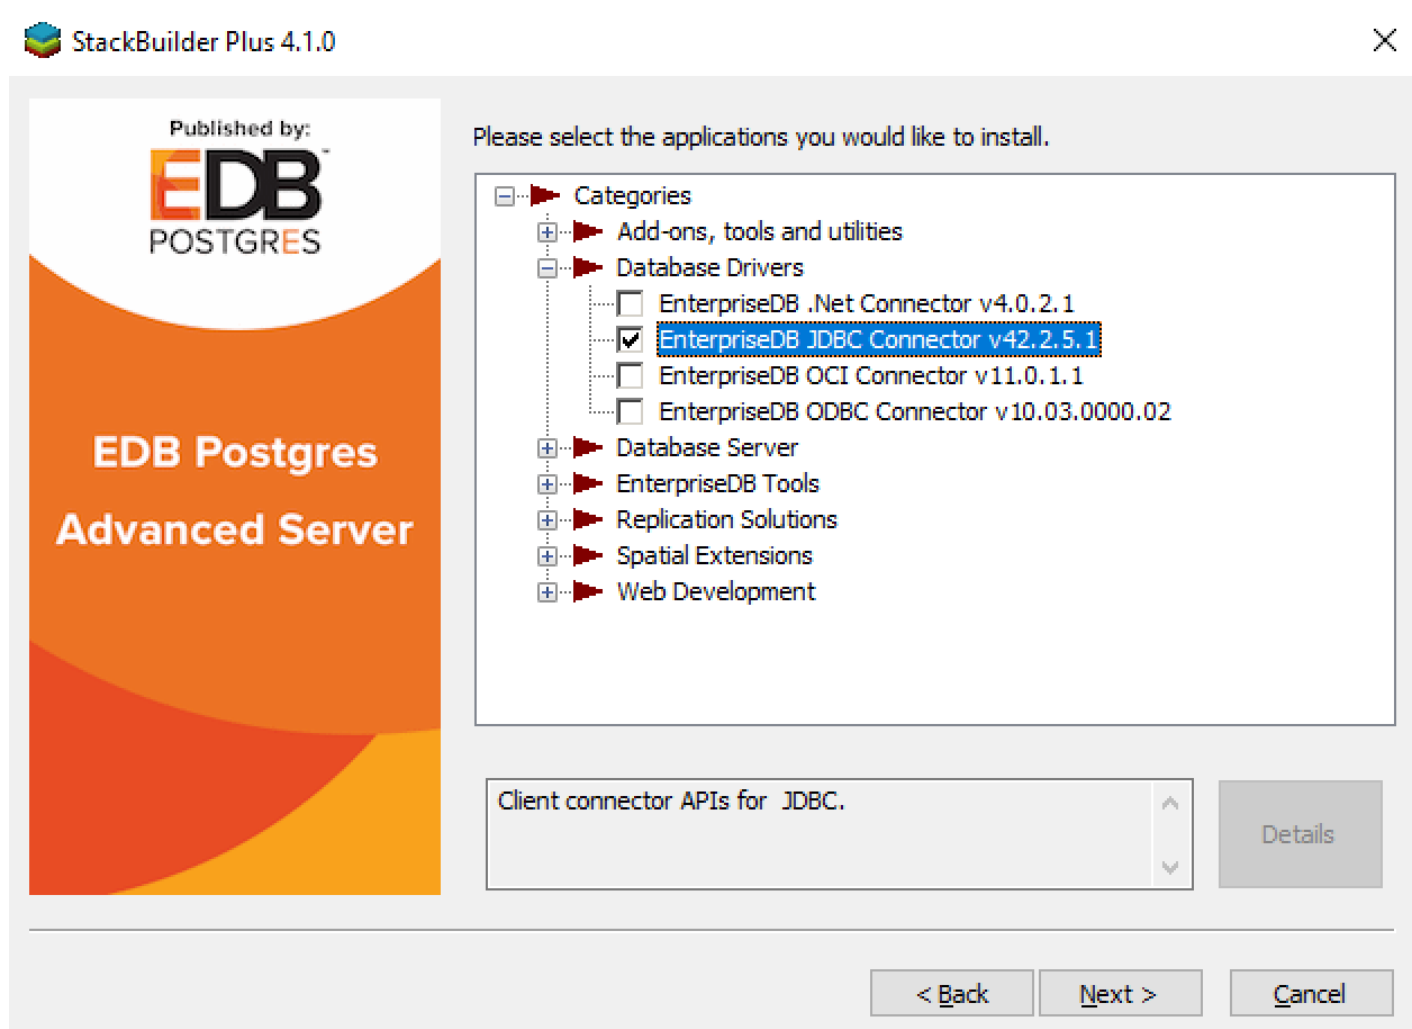 StackBuilder Plus 4.1.0
Published by:
EDB™
POSTGRES
EDB Postgres
Advanced Server
Please select the applications you would like to install.
Categories
Add-ons, tools and utilities
Database Drivers
EnterpriseDB .Net Connector v4.0.2.1
EnterpriseDB JDBC Connector v42.2.5.1
EnterpriseDB OCI Connector v11.0.1.1
EnterpriseDB ODBC Connector v10.03.0000.02
Database Server
EnterpriseDB Tools
Replication Solutions
Spatial Extensions
Web Development
Client connector APIs for  JDBC.
Details
< Back
Next >
Cancel